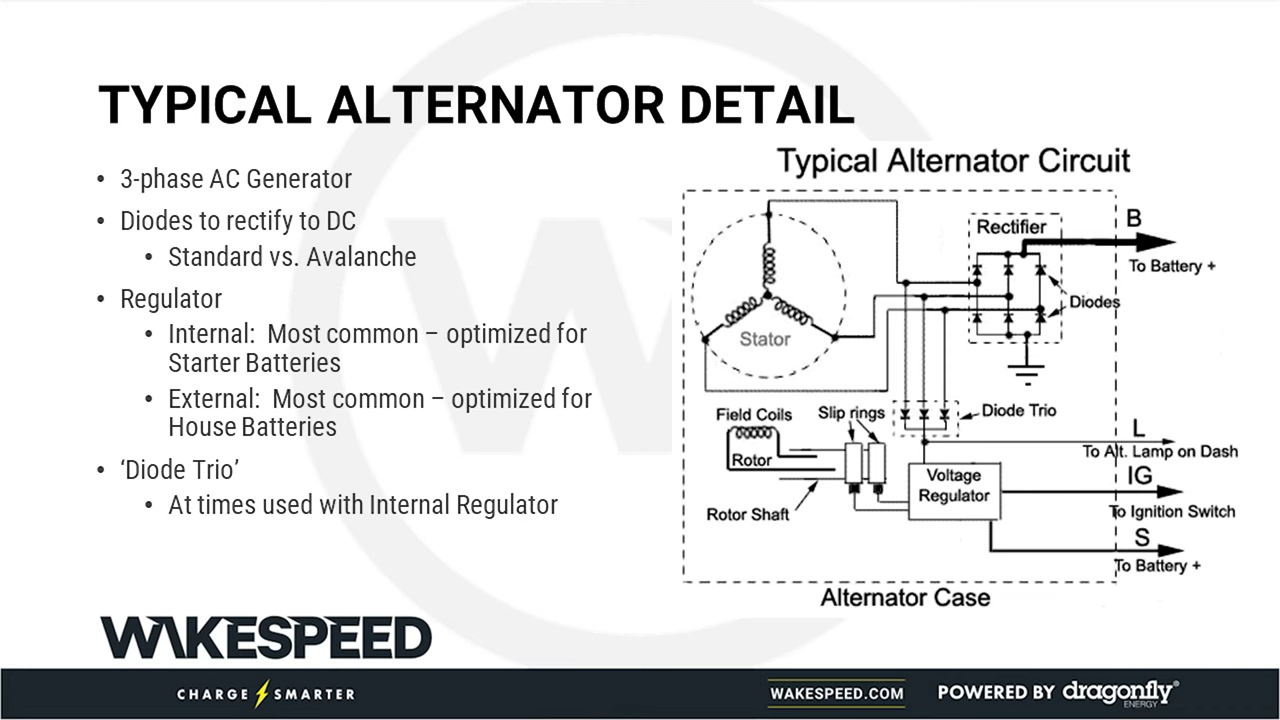 TYPICAL ALTERNATOR DETAIL
• 3-phase AC Generator
• Diodes to rectify to DC
• Standard vs. Avalanche
• Regulator
• Internal: Most common – optimized for
Starter Batteries
• External: Most common – optimized for
House Batteries
• ‘Diode Trio’
• At times used with Internal Regulator
Typical Alternator Circuit
Rectifier
B
To Battery +
Diodes
Stator
Field Coils
Slip rings
Diode Trio
L
To Alt. Lamp on Dash
Rotor
Voltage
Regulator
IG
To Ignition Switch
Rotor Shaft
S
To Battery +
Alternator Case
WAKESPEED
CHARGE SMARTER
WAKESPEED.COM
POWERED BY dragonfly®
ENERGY